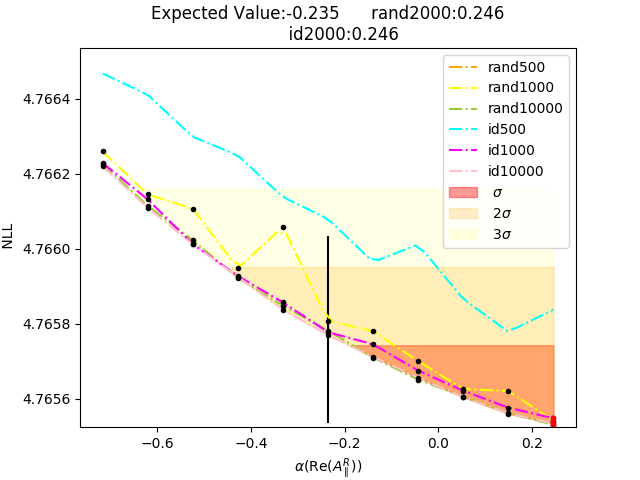 Expected Value:-0.235 rand2000:0.246
id2000:0.246
rand500
rand1000
rand10000
id500
id1000
id10000
σ
2σ
3σ
NLL
4.7664
4.7662
4.7660
4.7658
4.7656
−0.6 −0.4 −0.2 0.0 0.2
α(Re(A∥ᴿ))